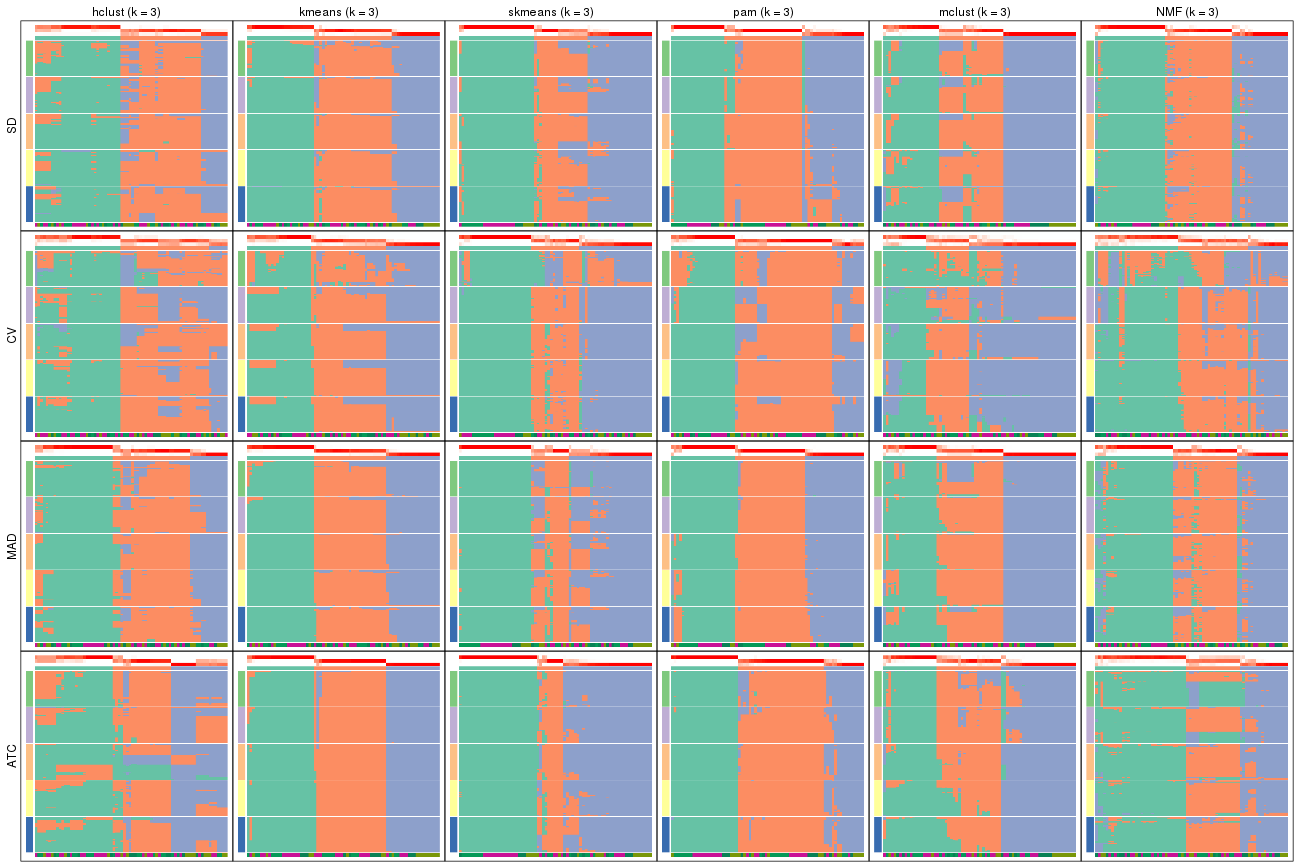 hclust (k = 3) kmeans (k = 3) skmeans (k = 3) pam (k = 3) mclust (k = 3) NMF (k = 3)
SD
CV
MAD
ATC